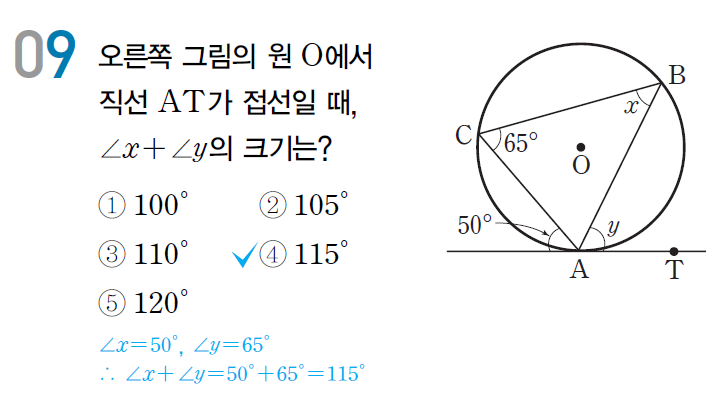 09
오른쪽 그림의 원 O에서
직선 AT가 접선일 때,
∠x+∠y의 크기는?
① 100° ② 105°
③ 110° ④ 115°
⑤ 120°
∠x=50°, ∠y=65°
∴ ∠x+∠y=50°+65°=115°
B
x
C
65°
O
50°
y
A
T